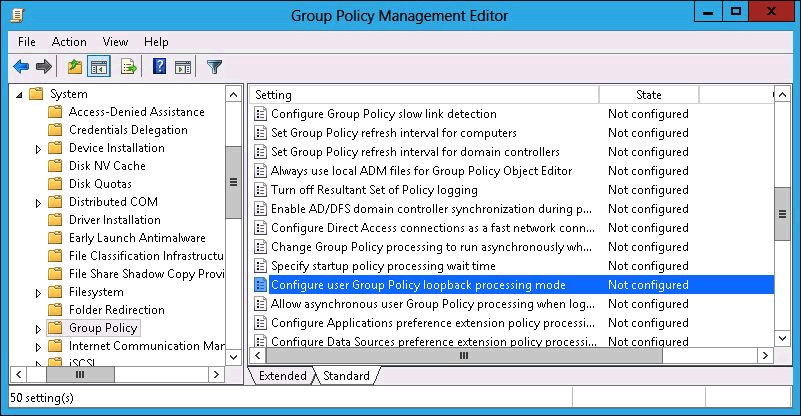 Group Policy Management Editor
File Action View Help
System
Access-Denied Assistance
Credentials Delegation
Device Installation
Disk NV Cache
Disk Quotas
Distributed COM
Driver Installation
Early Launch Antimalware
File Classification Infrastructu
File Share Shadow Copy Provi
Filesystem
Folder Redirection
Group Policy
Internet Communication Man
iSCSI
Setting State
Configure Group Policy slow link detection Not configured
Set Group Policy refresh interval for computers Not configured
Set Group Policy refresh interval for domain controllers Not configured
Always use local ADM files for Group Policy Object Editor Not configured
Turn off Resultant Set of Policy logging Not configured
Enable AD/DFS domain controller synchronization during p... Not configured
Configure Direct Access connections as a fast network conn... Not configured
Change Group Policy processing to run asynchronously wh... Not configured
Specify startup policy processing wait time Not configured
Configure user Group Policy loopback processing mode Not configured
Allow asynchronous user Group Policy processing when log... Not configured
Configure Applications preference extension policy processi... Not configured
Configure Data Sources preference extension policy processi... Not configured
Extended Standard
50 setting(s)